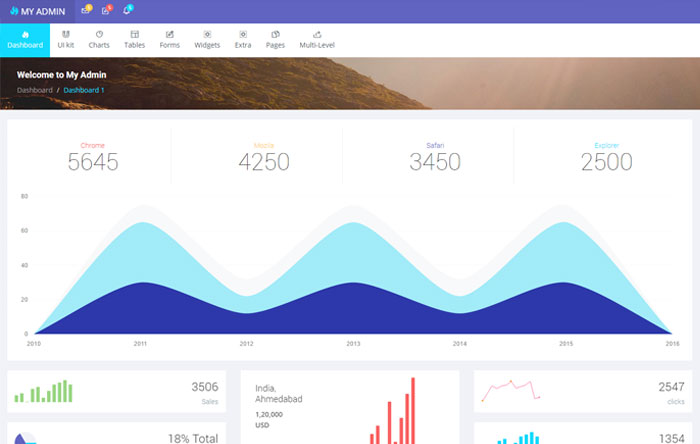 MY ADMIN
Dashboard UI kit Charts Tables Forms Widgets Extra Pages Multi-Level
Welcome to My Admin
Dashboard / Dashboard 1
Chrome Mozila Safari Explorer
5645 4250 3450 2500
80
60
40
20
0
2010 2011 2012 2013 2014 2015 2016
3506
Sales
India,
Ahmedabad
1,20,000
USD
2547
clicks
18% Total
1354